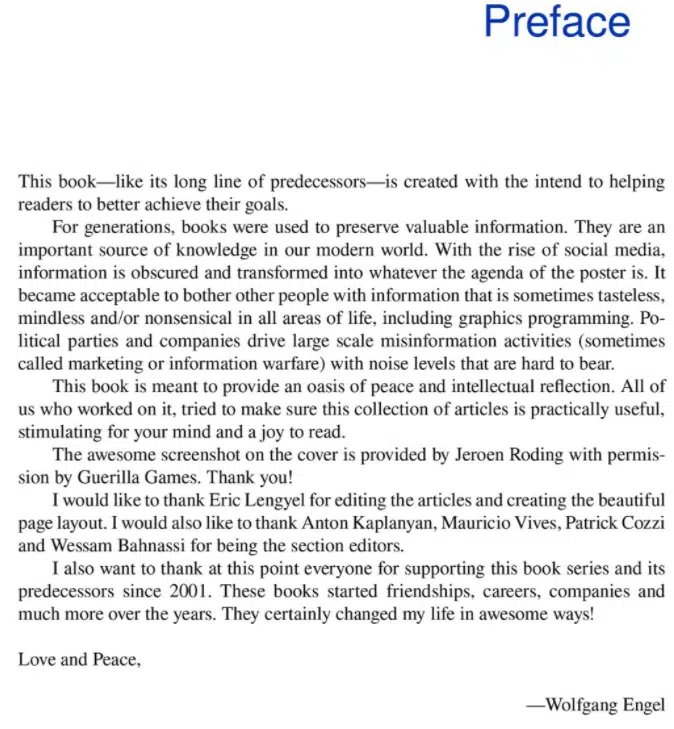 Preface
This book—like its long line of predecessors—is created with the intend to helping
readers to better achieve their goals.
For generations, books were used to preserve valuable information. They are an
important source of knowledge in our modern world. With the rise of social media,
information is obscured and transformed into whatever the agenda of the poster is. It
became acceptable to bother other people with information that is sometimes tasteless,
mindless and/or nonsensical in all areas of life, including graphics programming. Po-
litical parties and companies drive large scale misinformation activities (sometimes
called marketing or information warfare) with noise levels that are hard to bear.
This book is meant to provide an oasis of peace and intellectual reflection. All of
us who worked on it, tried to make sure this collection of articles is practically useful,
stimulating for your mind and a joy to read.
The awesome screenshot on the cover is provided by Jeroen Roding with permis-
sion by Guerilla Games. Thank you!
I would like to thank Eric Lengyel for editing the articles and creating the beautiful
page layout. I would also like to thank Anton Kaplanyan, Mauricio Vives, Patrick Cozzi
and Wessam Bahnassi for being the section editors.
I also want to thank at this point everyone for supporting this book series and its
predecessors since 2001. These books started friendships, careers, companies and
much more over the years. They certainly changed my life in awesome ways!
Love and Peace,
—Wolfgang Engel